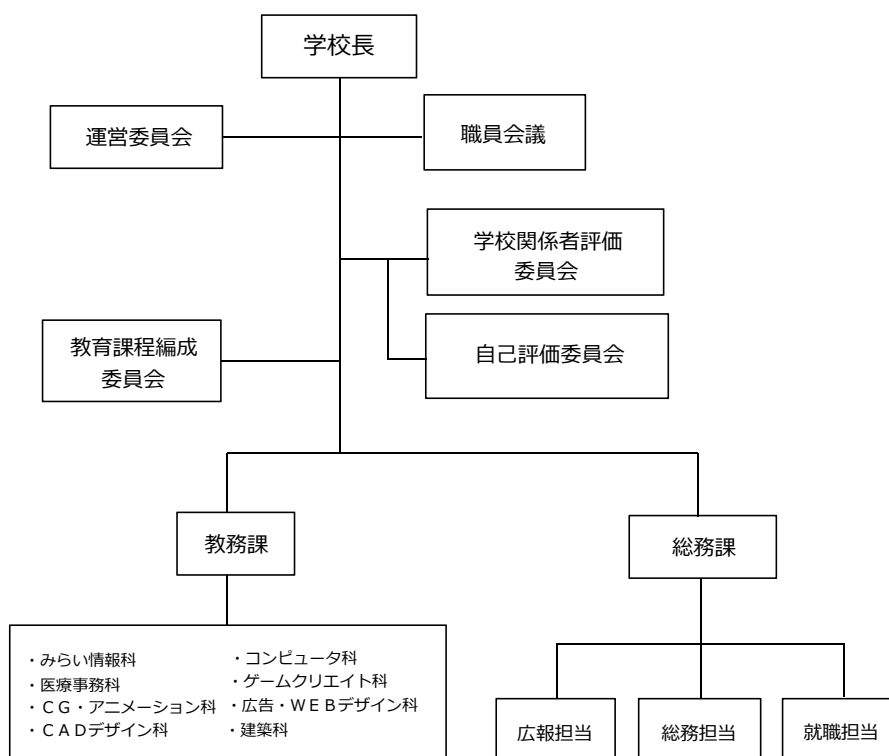 学校長
運営委員会
職員会議
学校関係者評価
委員会
教育課程編成
委員会
自己評価委員会
教務課
総務課
・みらい情報科
・医療事務科
・ＣＧ・アニメーション科
・ＣＡＤデザイン科
・コンピュータ科
・ゲームクリエイト科
・広告・ＷＥＢデザイン科
・建築科
広報担当
総務担当
就職担当